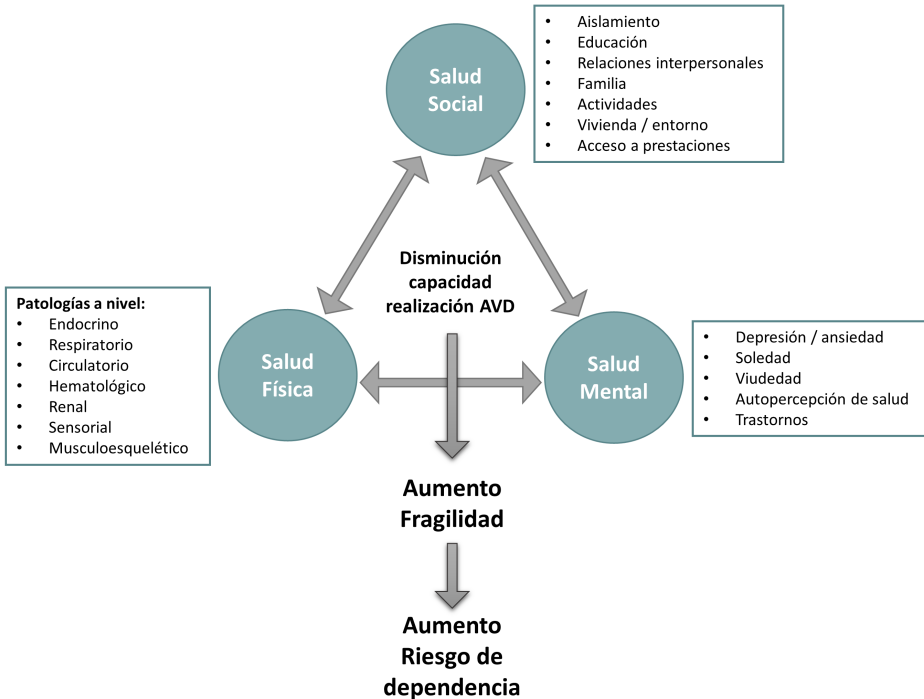 Salud
Social
• Aislamiento
• Educación
• Relaciones interpersonales
• Familia
• Actividades
• Vivienda / entorno
• Acceso a prestaciones
Disminución
capacidad
realización AVD
Patologías a nivel:
• Endocrino
• Respiratorio
• Circulatorio
• Hematológico
• Renal
• Sensorial
• Musculoesquelético
Salud
Física
Salud
Mental
• Depresión / ansiedad
• Soledad
• Viudedad
• Autopercepción de salud
• Trastornos
Aumento
Fragilidad
Aumento
Riesgo de
dependencia